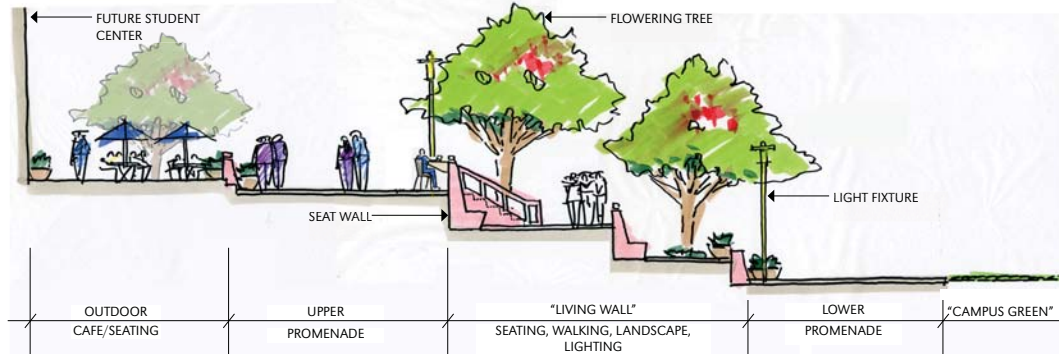 FUTURE STUDENT
CENTER
FLOWERING TREE
SEAT WALL
LIGHT FIXTURE
OUTDOOR
CAFE/SEATING
UPPER
PROMENADE
“LIVING WALL”
SEATING, WALKING, LANDSCAPE,
LIGHTING
LOWER
PROMENADE
“CAMPUS GREEN”